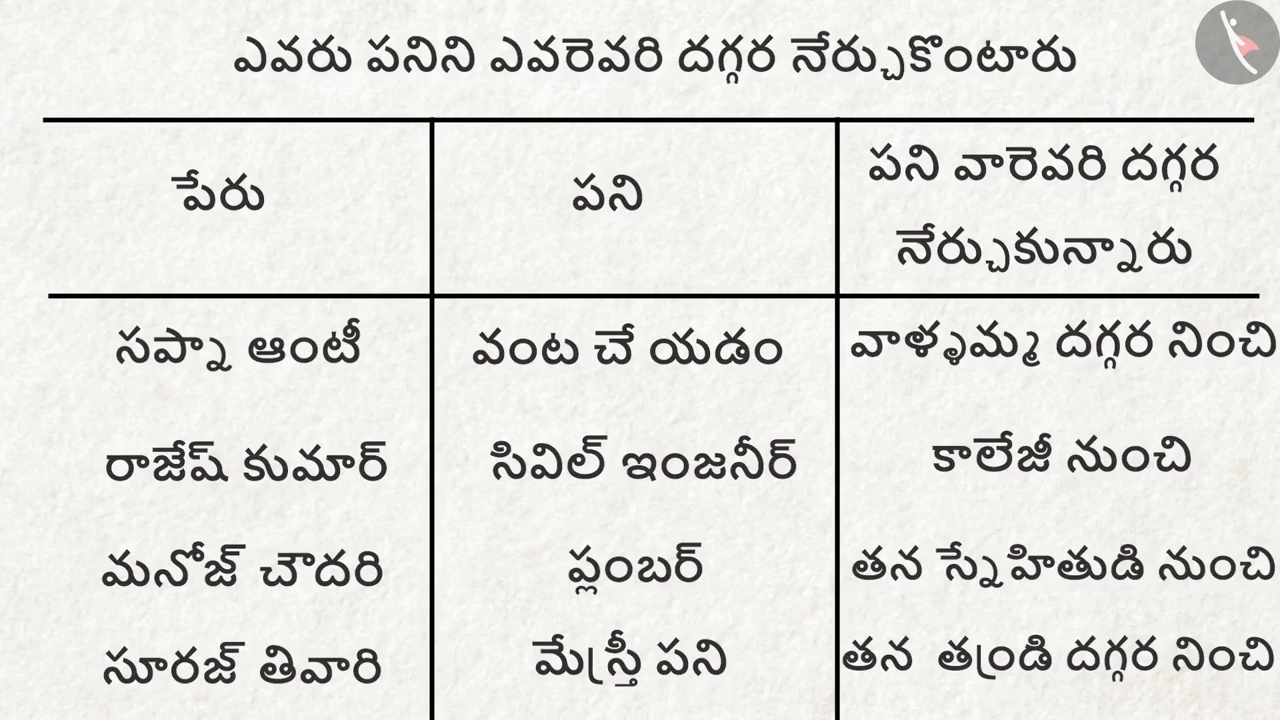 ఎవరు పనిని ఎవరెవరి దగ్గర నేర్చుకొంటారు
పేరు పని పని వారెవరి దగ్గర
నేర్చుకున్నారు
సప్నా ఆంటీ వంట చే యడం వాళ్ళమ్మ దగ్గర నించి
రాజేష్ కుమార్ సివిల్ ఇంజనీర్ కాలేజీ నుంచి
మనోజ్ చౌదరి ప్లంబర్ తన స్నేహితుడి నుంచి
సూరజ్ తివారి మేస్త్రీ పని తన తండ్రి దగ్గర నించి